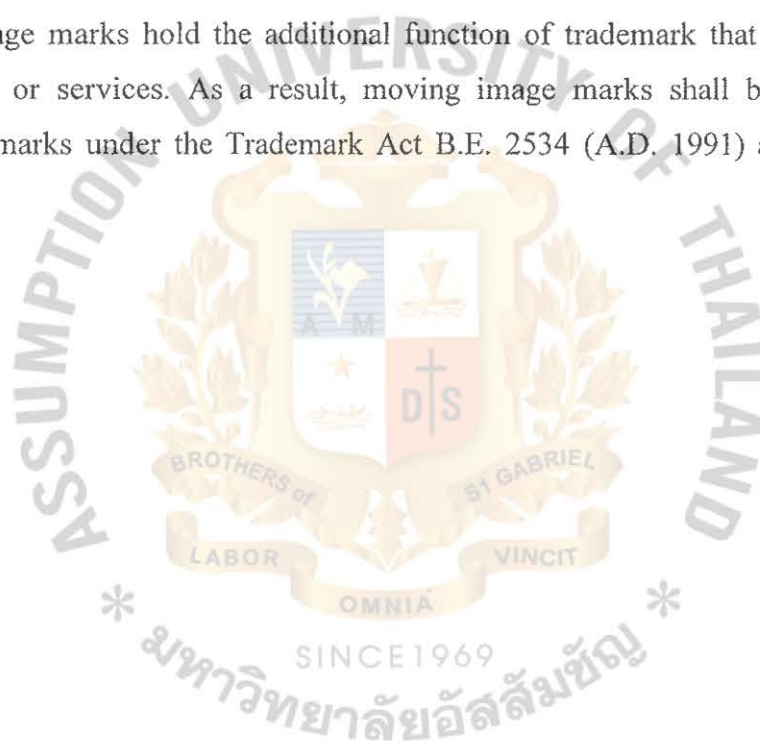 age marks hold the additional function of trademark that
or services. As a result, moving image marks shall b
marks under the Trademark Act B.E. 2534 (A.D. 1991) a
ASSUMPTION UNIVERSITY OF THAILAND
A M
D S
BROTHERS of ST GABRIEL
LABOR VINCIT
OMNIA
SINCE 1969
มหาวิทยาลัยอัสสัมชัญ